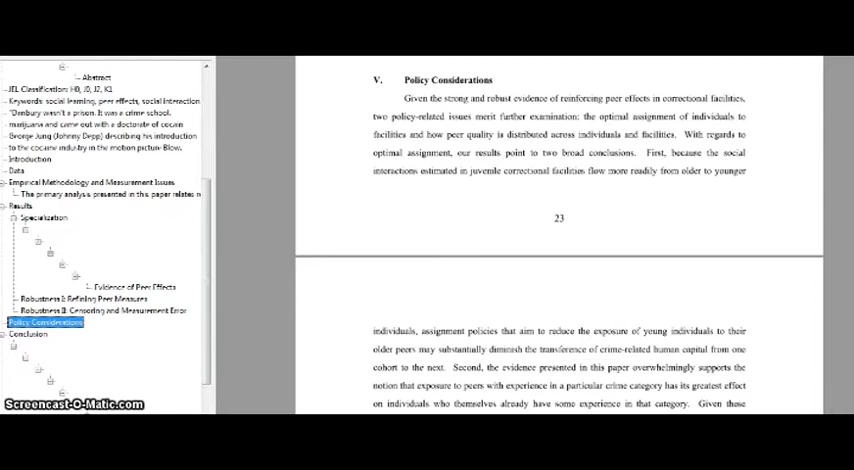 Abstract
JEL Classification: H0, J0, J2, K1
Keywords: social learning, peer effects, social interaction
"Danbury wasn't a prison. It was a crime school.
marijuana and came out with a doctorate of cocain
George Jung (Johnny Depp) describing his introduction
to the cocaine industry in the motion picture Blow.
Introduction
Data
Empirical Methodology and Measurement Issues
The primary analysis presented in this paper relates n
Results
Specialization
Evidence of Peer Effects
Robustness I: Refining Peer Measures
Robustness II: Censoring and Measurement Error
Policy Considerations
Conclusion
Screencast-O-Matic.com
V. Policy Considerations
Given the strong and robust evidence of reinforcing peer effects in correctional facilities,
two policy-related issues merit further examination: the optimal assignment of individuals to
facilities and how peer quality is distributed across individuals and facilities. With regards to
optimal assignment, our results point to two broad conclusions. First, because the social
interactions estimated in juvenile correctional facilities flow more readily from older to younger
23
individuals, assignment policies that aim to reduce the exposure of young individuals to their
older peers may substantially diminish the transference of crime-related human capital from one
cohort to the next. Second, the evidence presented in this paper overwhelmingly supports the
notion that exposure to peers with experience in a particular crime category has its greatest effect
on individuals who themselves already have some experience in that category. Given these